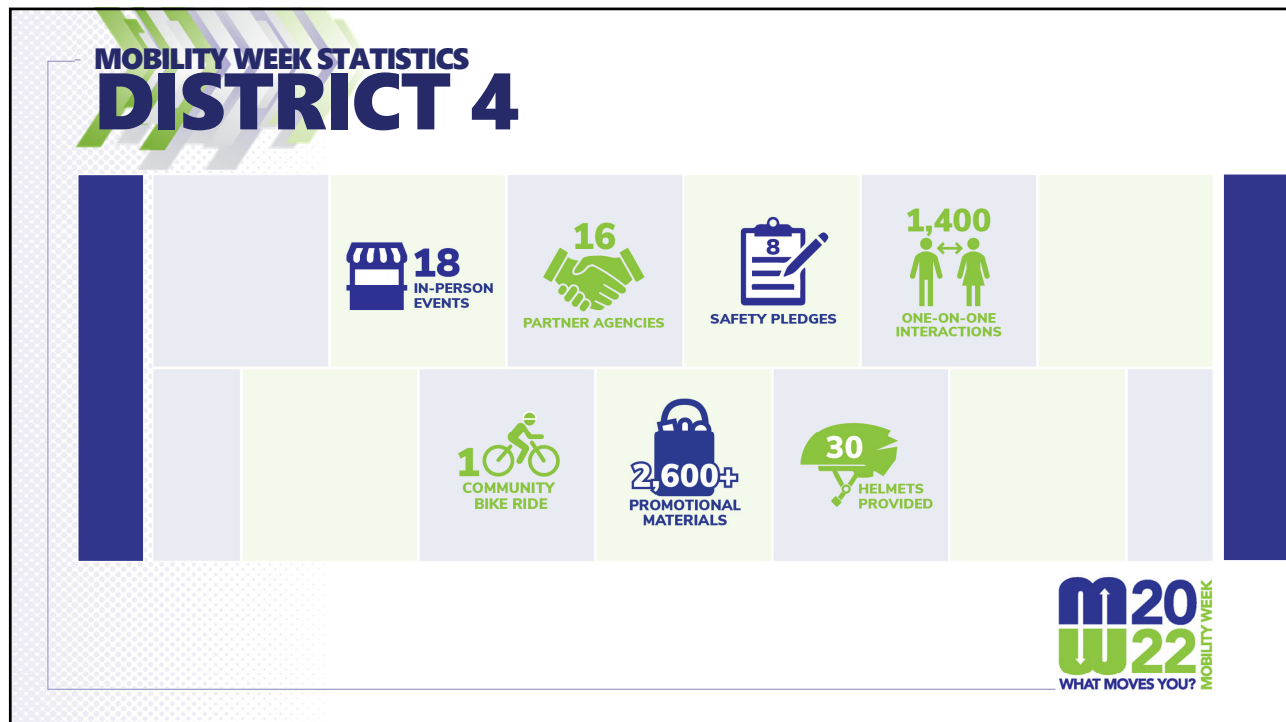 MOBILITY WEEK STATISTICS
DISTRICT 4
18
IN-PERSON
EVENTS
16
PARTNER AGENCIES
8
SAFETY PLEDGES
1,400
ONE-ON-ONE
INTERACTIONS
1
COMMUNITY
BIKE RIDE
2,600+
PROMOTIONAL
MATERIALS
30
HELMETS
PROVIDED
M 20
W 22
MOBILITY WEEK
WHAT MOVES YOU?